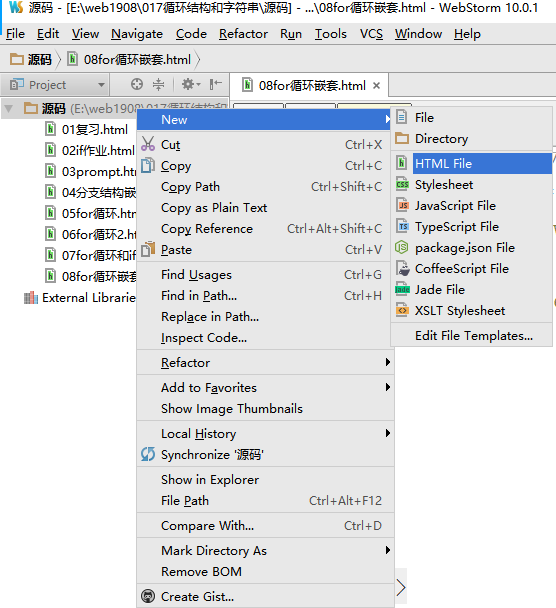 源码 - [E:\web1908\017循环结构和字符串\源码] - ...\08for循环嵌套.html - WebStorm 10.0.1
File Edit View Navigate Code Refactor Run Tools VCS Window Help
源码 08for循环嵌套.html
Project 08for循环嵌套.html
源码 (E:\web1908\017循环结构和
01复习.html
02if作业.html
03prompt.html
04分支结构嵌
05for循环.html
06for循环2.html
07for循环和if
08for循环嵌套
External Libraries
New
Cut Ctrl+X
Copy Ctrl+C
Copy Path Ctrl+Shift+C
Copy as Plain Text
Copy Reference Ctrl+Alt+Shift+C
Paste Ctrl+V
Find Usages Ctrl+G
Find in Path... Ctrl+H
Replace in Path...
Inspect Code...
Refactor
Add to Favorites
Show Image Thumbnails
Local History
Synchronize '源码'
Show in Explorer
File Path Ctrl+Alt+F12
Compare With... Ctrl+D
Mark Directory As
Remove BOM
Create Gist...
File
Directory
HTML File
Stylesheet
JavaScript File
TypeScript File
package.json File
CoffeeScript File
Jade File
XSLT Stylesheet
Edit File Templates...